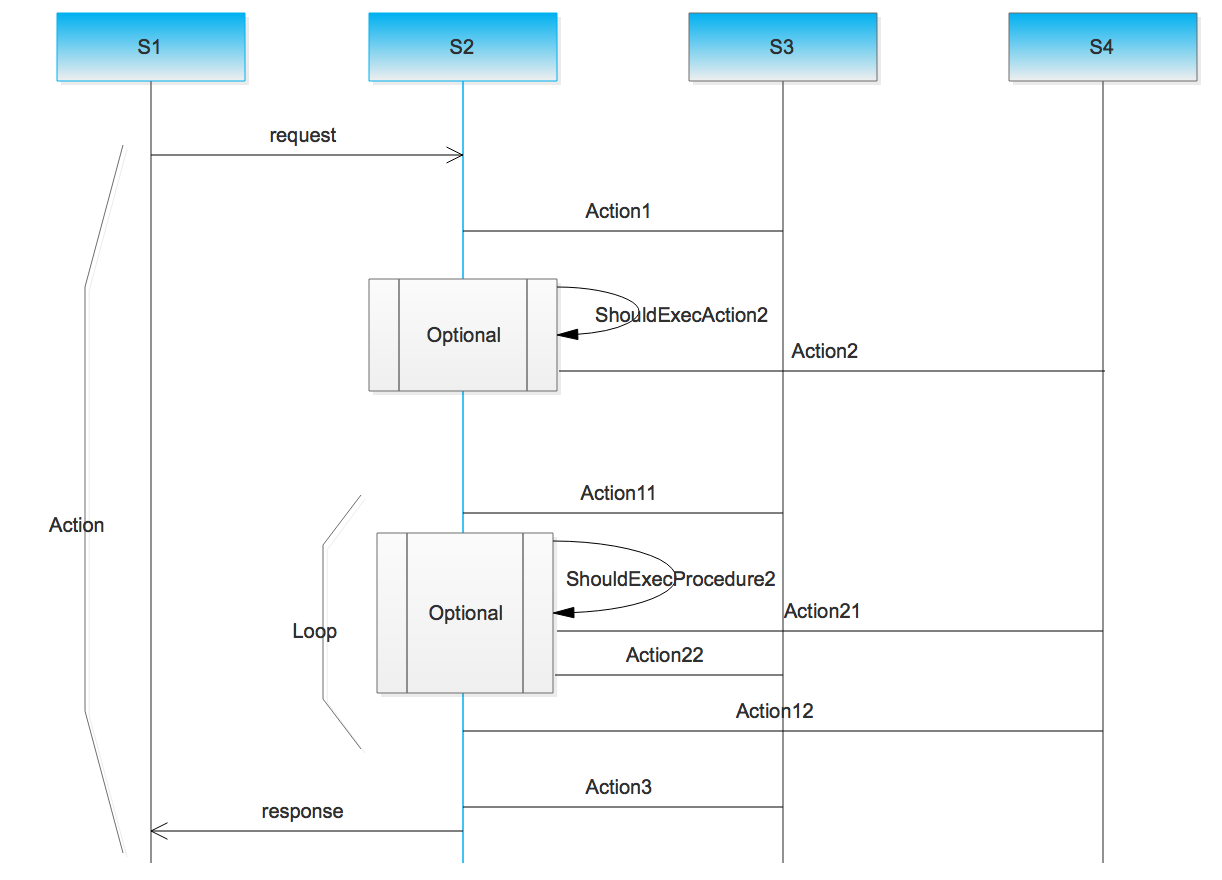 S1
S2
S3
S4
request
Action1
ShouldExecAction2
Optional
Action2
Action11
Action
ShouldExecProcedure2
Optional
Action21
Loop
Action22
Action12
Action3
response